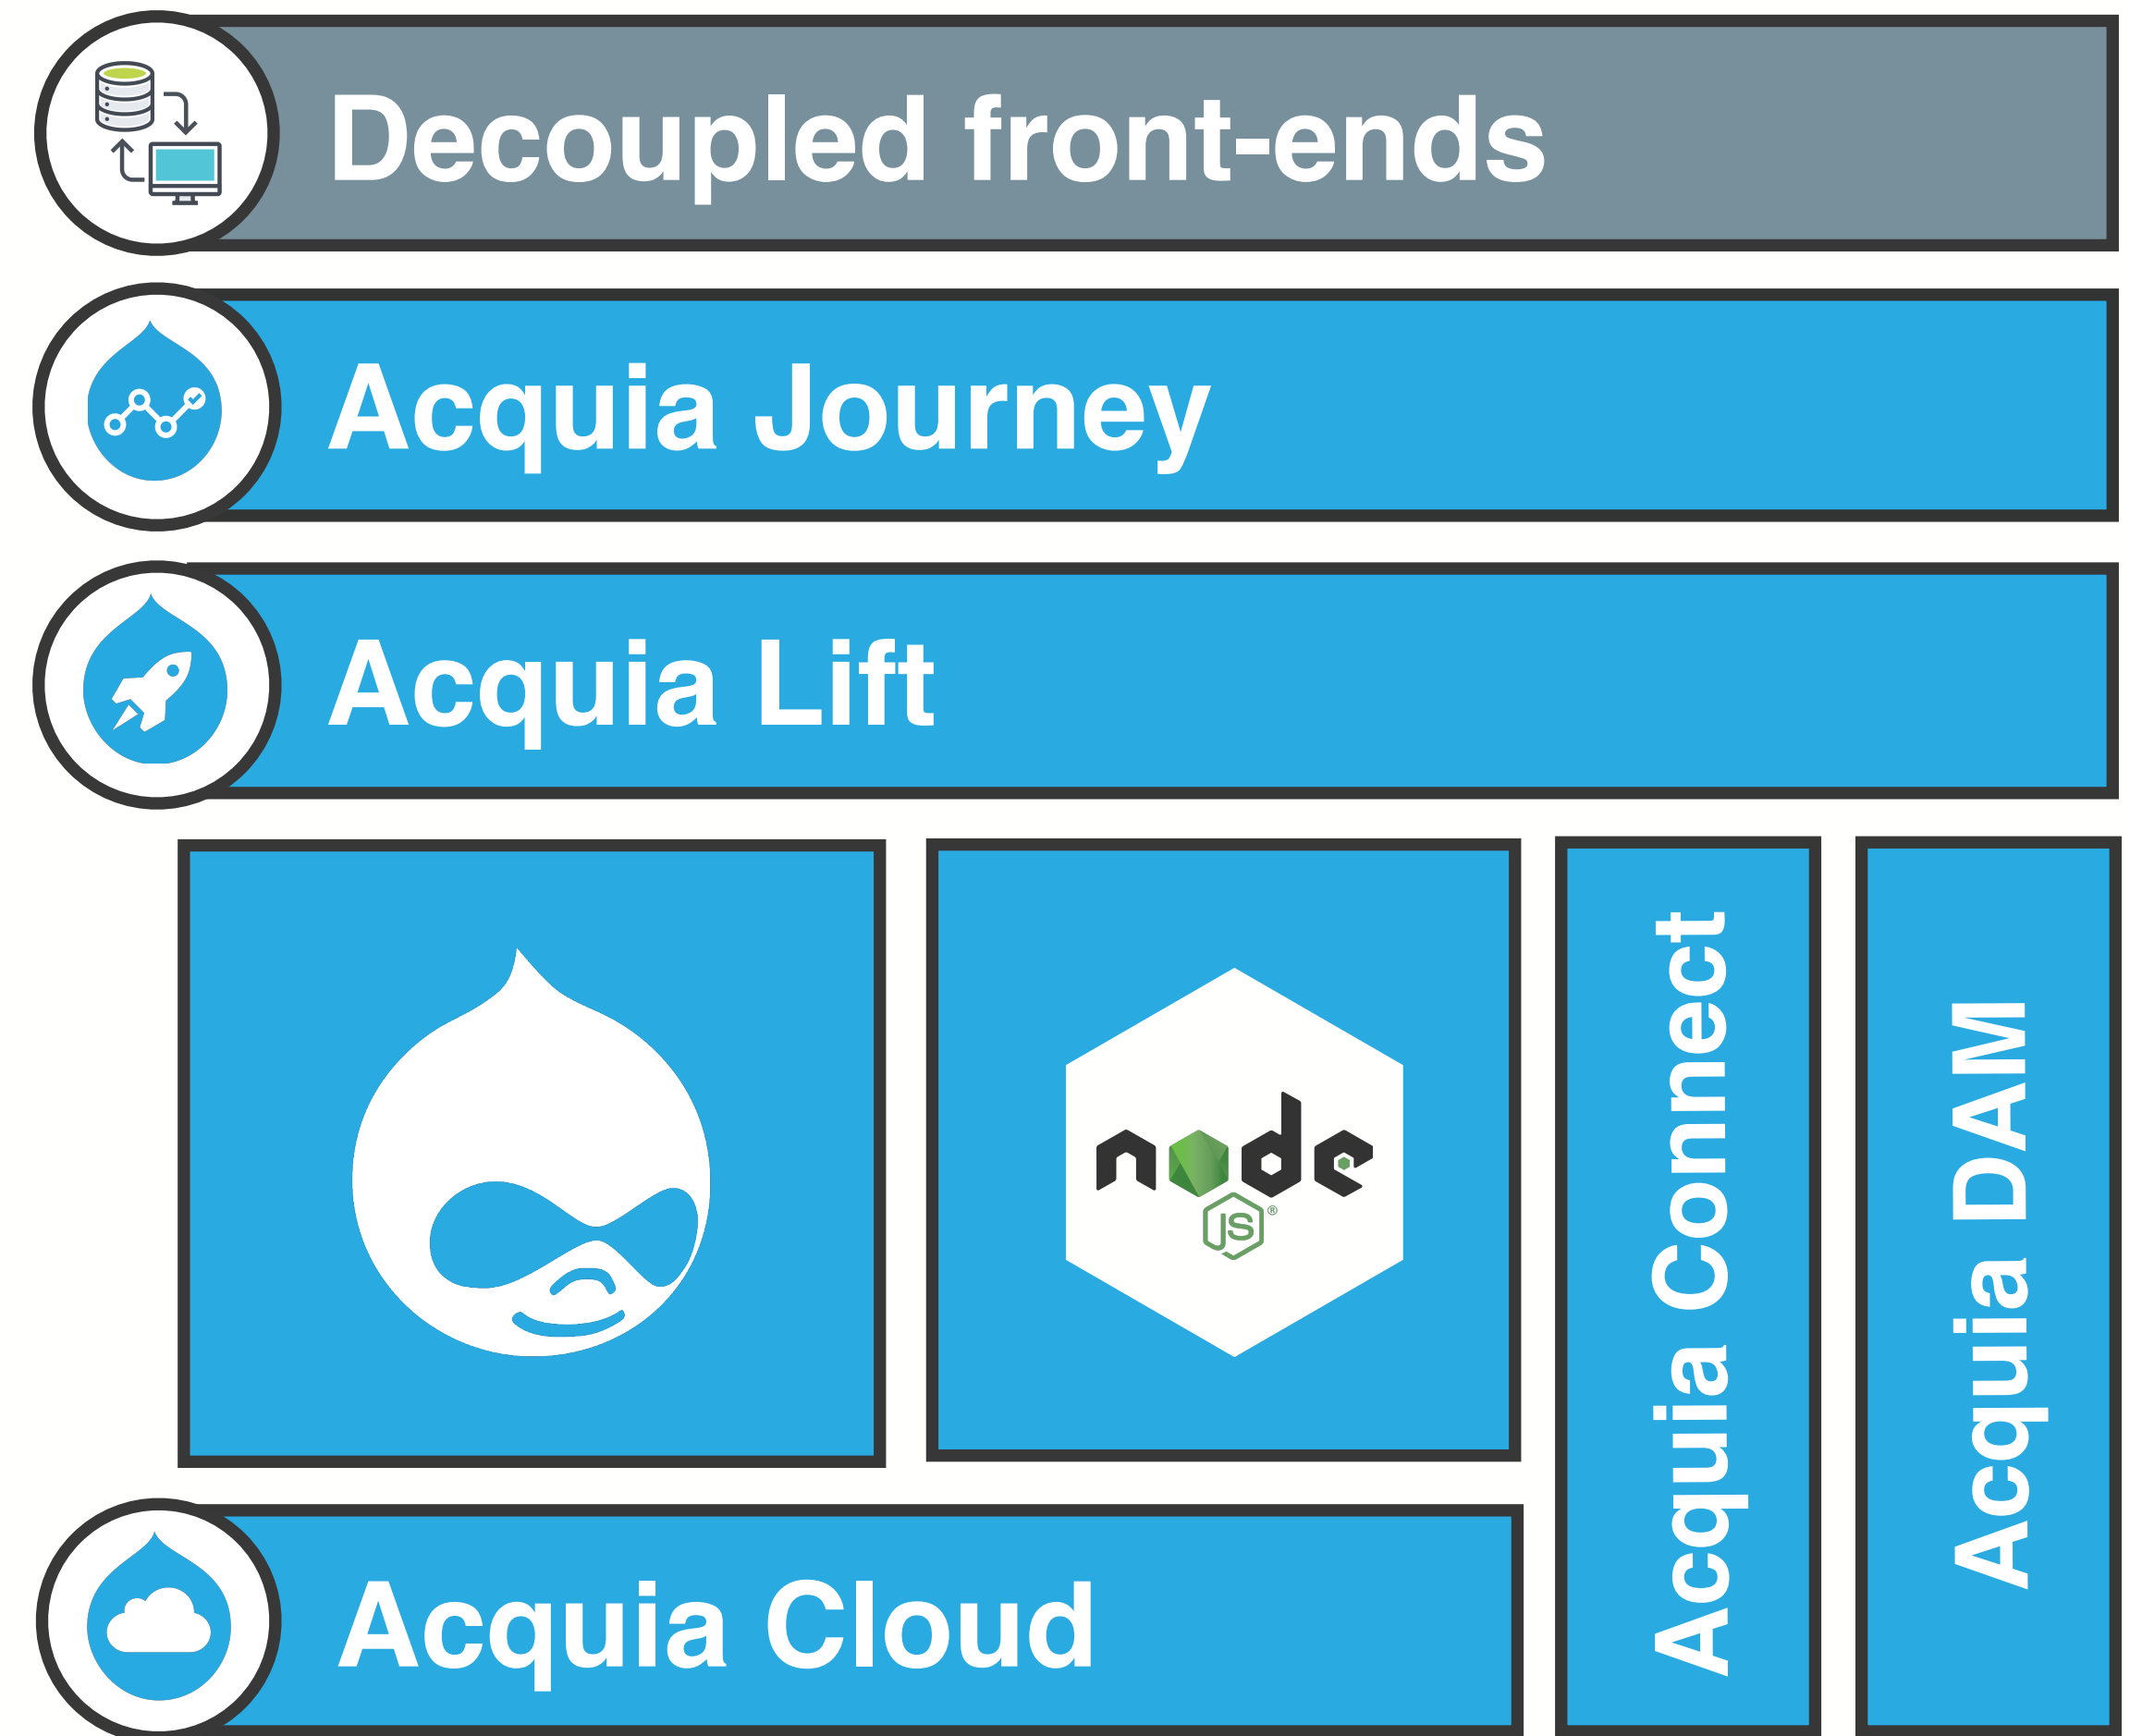 Decoupled front-ends
Acquia Journey
Acquia Lift
node
JS®
Acquia Connect
Acquia DAM
Acquia Cloud